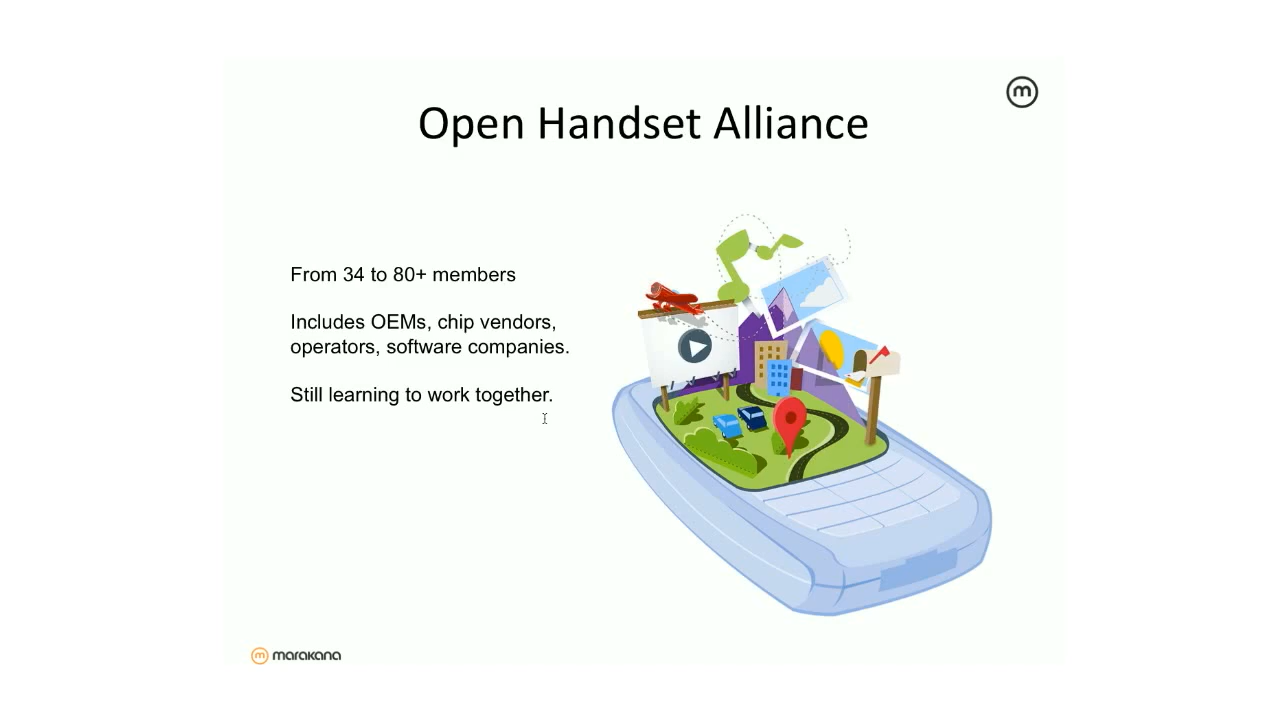 m
Open Handset Alliance
From 34 to 80+ members
Includes OEMs, chip vendors,
operators, software companies.
Still learning to work together.
m marakana